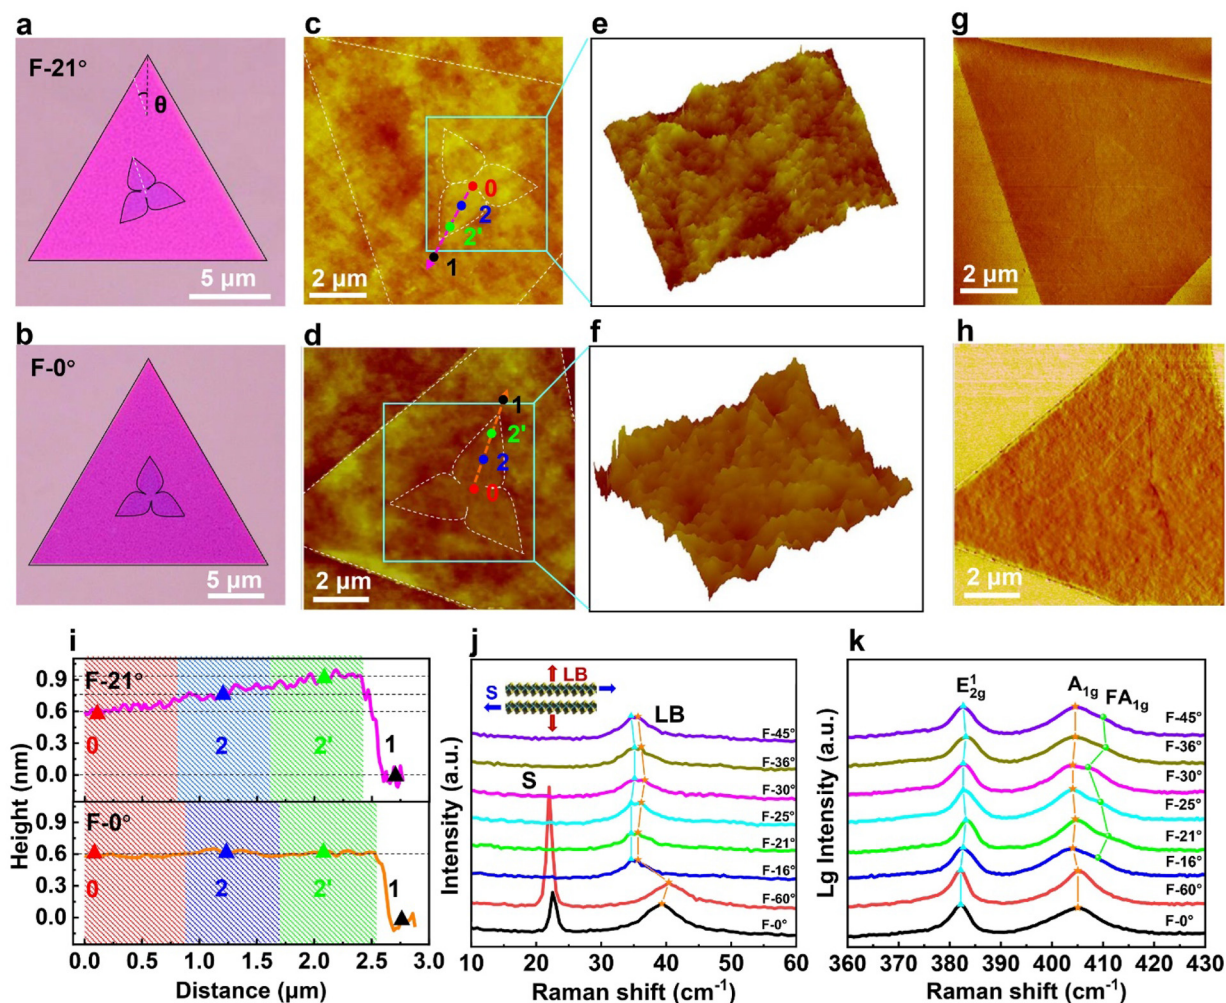 a
F-21°
θ
5 μm
b
F-0°
5 μm
c
0
2
2'
1
2 μm
d
1
2'
2
0
2 μm
e
f
g
2 μm
h
2 μm
i
Height (nm)
0.9
0.6
0.3
0.0
F-21°
0
2
2'
1
0.9
0.6
0.3
0.0
F-0°
0
2
2'
1
0.0 0.5 1.0 1.5 2.0 2.5 3.0
Distance (μm)
j
Intensity (a.u.)
S
LB
S
LB
F-45°
F-36°
F-30°
F-25°
F-21°
F-16°
F-60°
F-0°
10 20 30 40 50 60
Raman shift (cm⁻¹)
k
Lg Intensity (a.u.)
E¹₂g
A₁g
FA₁g
F-45°
F-36°
F-30°
F-25°
F-21°
F-16°
F-60°
F-0°
360 380 390 400 410 420 430
Raman shift (cm⁻¹)